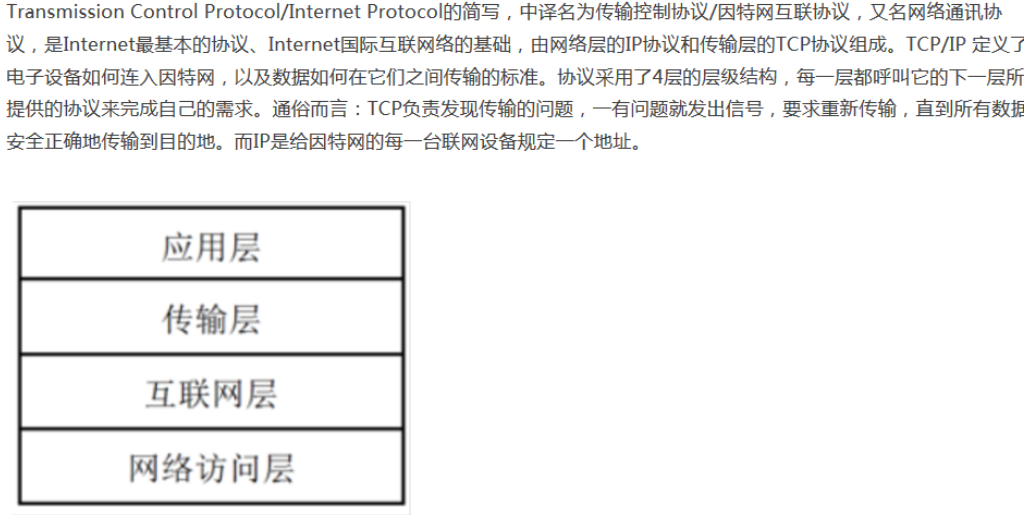 Transmission Control Protocol/Internet Protocol的简写，中译名为传输控制协议/因特网互联协议，又名网络通讯协
议，是Internet最基本的协议、Internet国际互联网络的基础，由网络层的IP协议和传输层的TCP协议组成。TCP/IP 定义了
电子设备如何连入因特网，以及数据如何在它们之间传输的标准。协议采用了4层的层级结构，每一层都呼叫它的下一层所
提供的协议来完成自己的需求。通俗而言：TCP负责发现传输的问题，一有问题就发出信号，要求重新传输，直到所有数据
安全正确地传输到目的地。而IP是给因特网的每一台联网设备规定一个地址。
应用层
传输层
互联网层
网络访问层